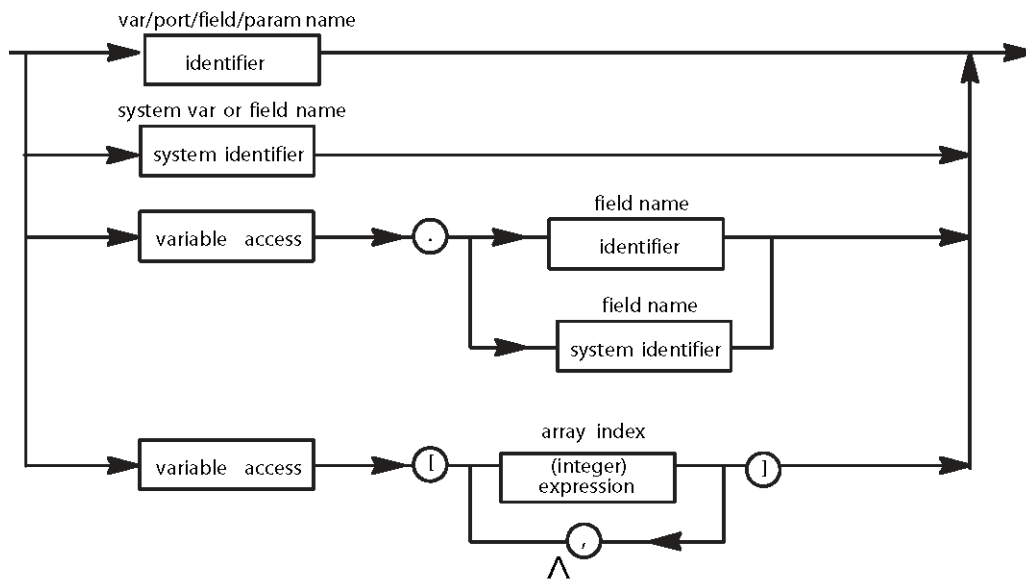 var/port/field/param name
identifier
system var or field name
system identifier
field name
variable access
.
identifier
field name
system identifier
array index
variable access
[
(integer)
expression
]
,